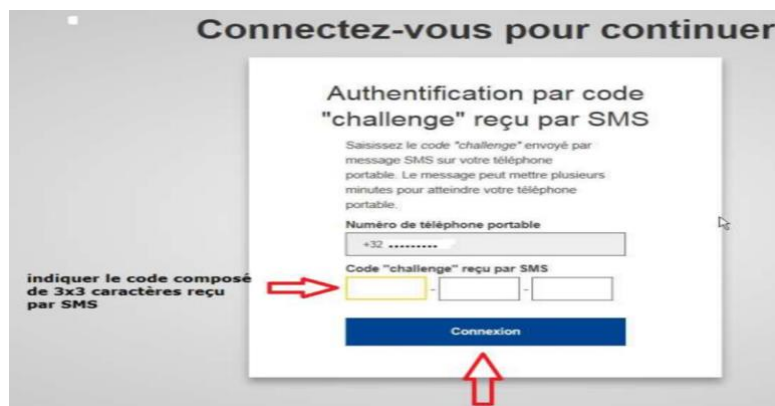 Connectez-vous pour continuer
Authentification par code
"challenge" reçu par SMS
Saisissez le code "challenge" envoyé par
message SMS sur votre téléphone
portable. Le message peut mettre plusieurs
minutes pour atteindre votre téléphone
portable.
Numéro de téléphone portable
+32 •••••••••
Code "challenge" reçu par SMS
indiquer le code composé
de 3x3 caractères reçu
par SMS
- -
Connexion